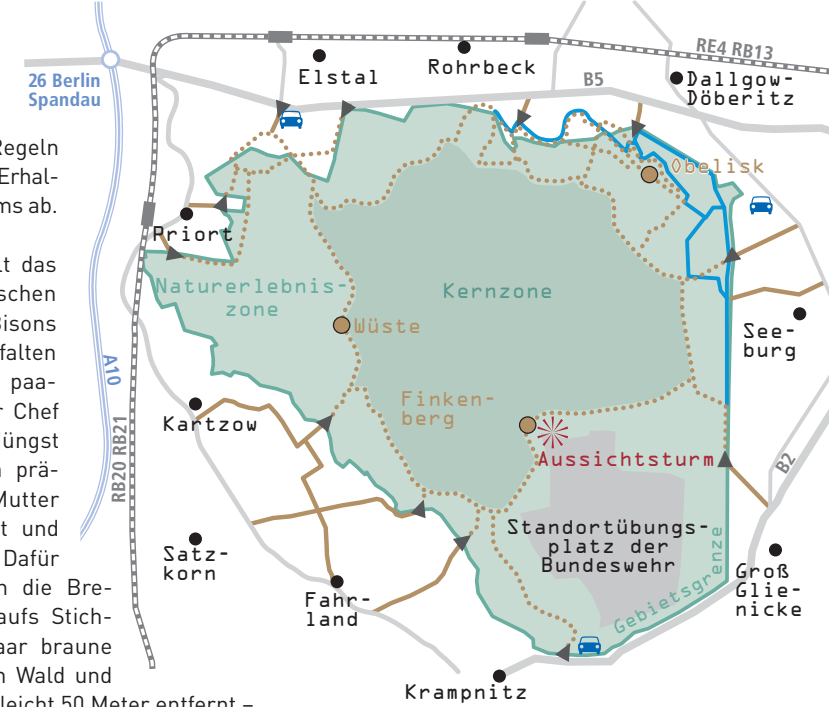 Regeln
Erhal-
ms ab.
lt das
schen
Bisons
falten
paa-
r Chef
jüngst
prä-
Mutter
t und
Dafür
n die Bre-
aufs Stich-
aar braune
n Wald und
leicht 50 Meter entfernt –
RE4 RB13
Elstal
Rohrbeck
B5
Dallgow-
Döberitz
26 Berlin
Spandau
Obelisk
Priort
Naturerlebnis-
zone
Kernzone
Wüste
See-
burg
A10
Finken-
berg
Kartzow
RB20 RB21
Aussichtsturm
B2
Standortübungs-
platz der
Bundeswehr
Satz-
korn
Gebietsgrenze
Groß
Glie-
nicke
Fahr-
land
Krampnitz